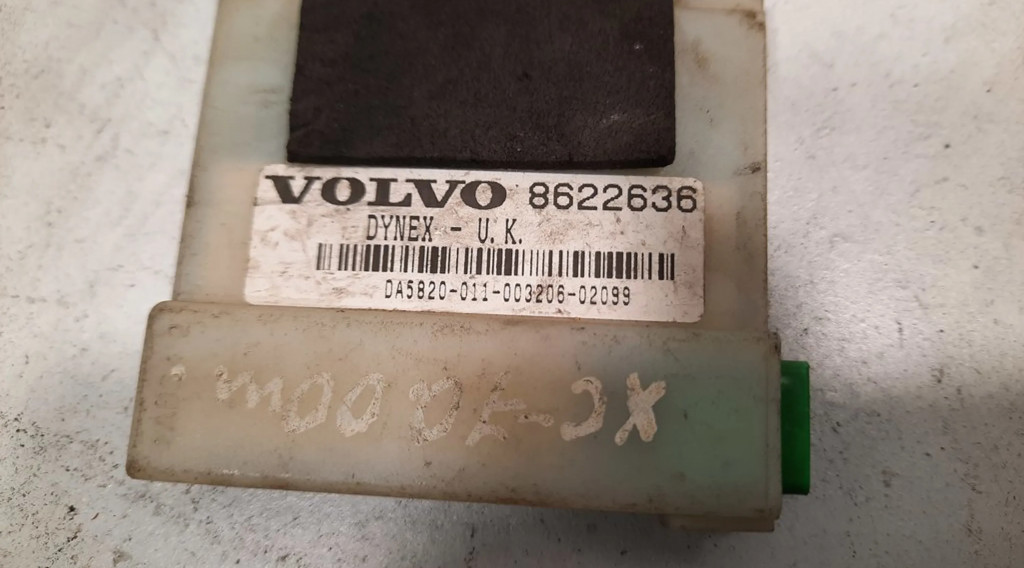 VOLVO 8622636
DYNEX - U.K.
DA5820-011-003206-02099